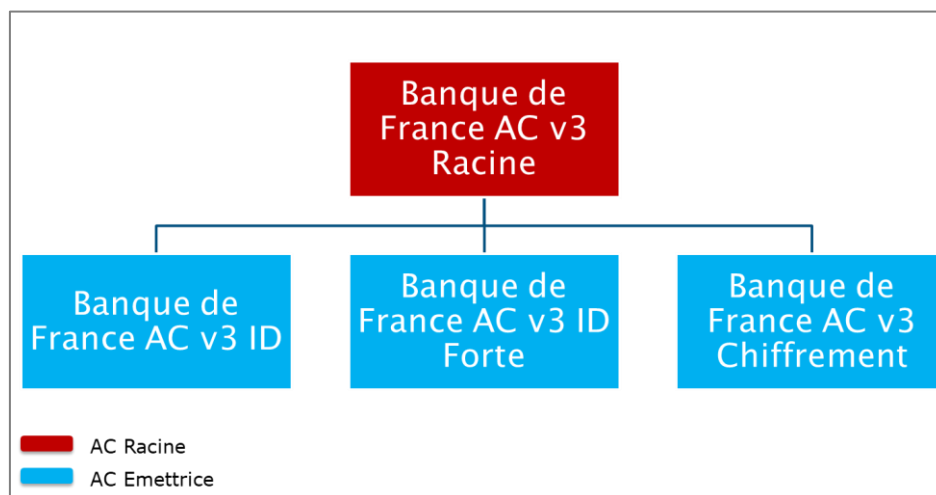 Banque de
France AC v3
Racine
Banque de
France AC v3 ID
Banque de
France AC v3 ID
Forte
Banque de
France AC v3
Chiffrement
AC Racine
AC Emettrice